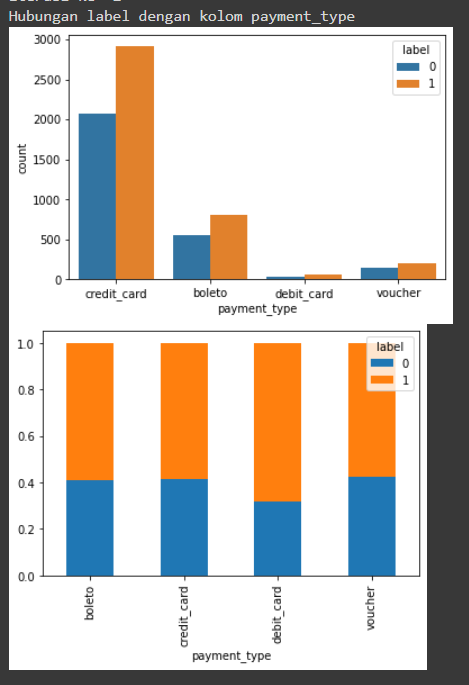 Hubungan label dengan kolom payment_type
label
0
1
3000
2500
2000
1500
1000
500
0
count
credit_card boleto debit_card voucher
payment_type
label
0
1
1.0
0.8
0.6
0.4
0.2
0.0
boleto
credit_card
debit_card
voucher
payment_type